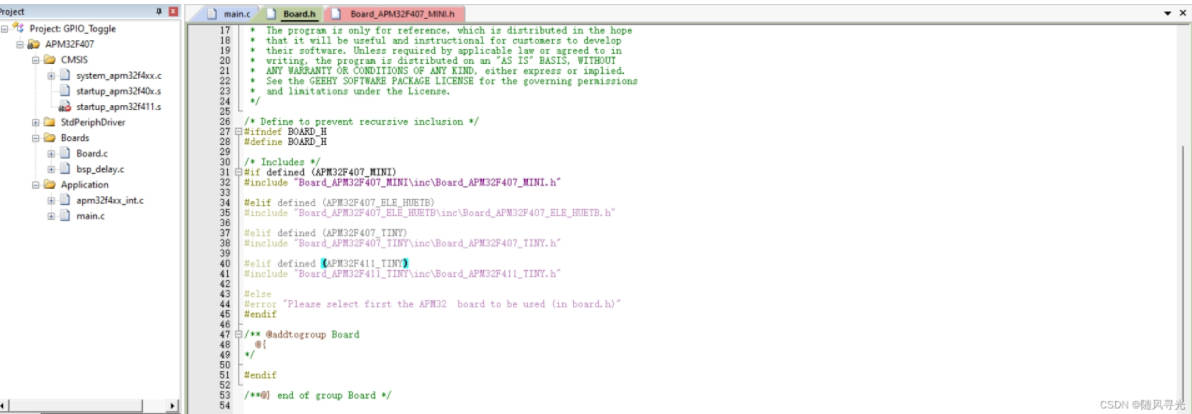 Project
Project: GPIO_Toggle
APM32F407
CMSIS
system_apm32f4xx.c
startup_apm32f40x.s
startup_apm32f411.s
StdPeriphDriver
Boards
Board.c
bsp_delay.c
Application
apm32f4xx_int.c
main.c
main.c Board.h Board_APM32F407_MINI.h
17 * The program is only for reference, which is distributed in the hope
18 * that it will be useful and instructional for customers to develop
19 * their software. Unless required by applicable law or agreed to in
20 * writing, the program is distributed on an "AS IS" BASIS, WITHOUT
21 * ANY WARRANTY OR CONDITIONS OF ANY KIND, either express or implied.
22 * See the GEEHY SOFTWARE PACKAGE LICENSE for the governing permissions
23 * and limitations under the License.
24 */
25
26 /* Define to prevent recursive inclusion */
27 #ifndef BOARD_H
28 #define BOARD_H
29
30 /* Includes */
31 #if defined (APM32F407_MINI)
32 #include "Board_APM32F407_MINI\inc\Board_APM32F407_MINI.h"
33
34 #elif defined (APM32F407_ELE_HUETB)
35 #include "Board_APM32F407_ELE_HUETB\inc\Board_APM32F407_ELE_HUETB.h"
36
37 #elif defined (APM32F407_TINY)
38 #include "Board_APM32F407_TINY\inc\Board_APM32F407_TINY.h"
39
40 #elif defined (APM32F411_TINY)
41 #include "Board_APM32F411_TINY\inc\Board_APM32F411_TINY.h"
42
43 #else
44 #error "Please select first the APM32 board to be used (in board.h)"
45 #endif
46
47 /** @addtogroup Board
48 @{
49 */
50
51 #endif
52
53 /**@} end of group Board */
54
CSDN @随风寻光